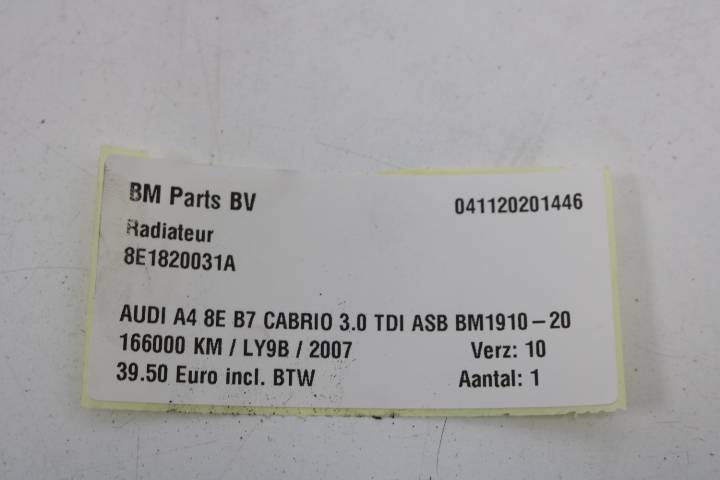 BM Parts BV 041120201446
Radiateur
8E1820031A
AUDI A4 8E B7 CABRIO 3.0 TDI ASB BM1910-20
166000 KM / LY9B / 2007 Verz: 10
39.50 Euro incl. BTW Aantal: 1